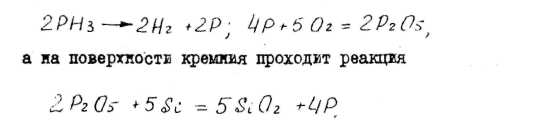 2PH₃ → 2H₂ + 2P; 4P + 5O₂ = 2P₂O₅,
а на поверхности кремния проходит реакция
2P₂O₅ + 5Si = 5SiO₂ + 4P.